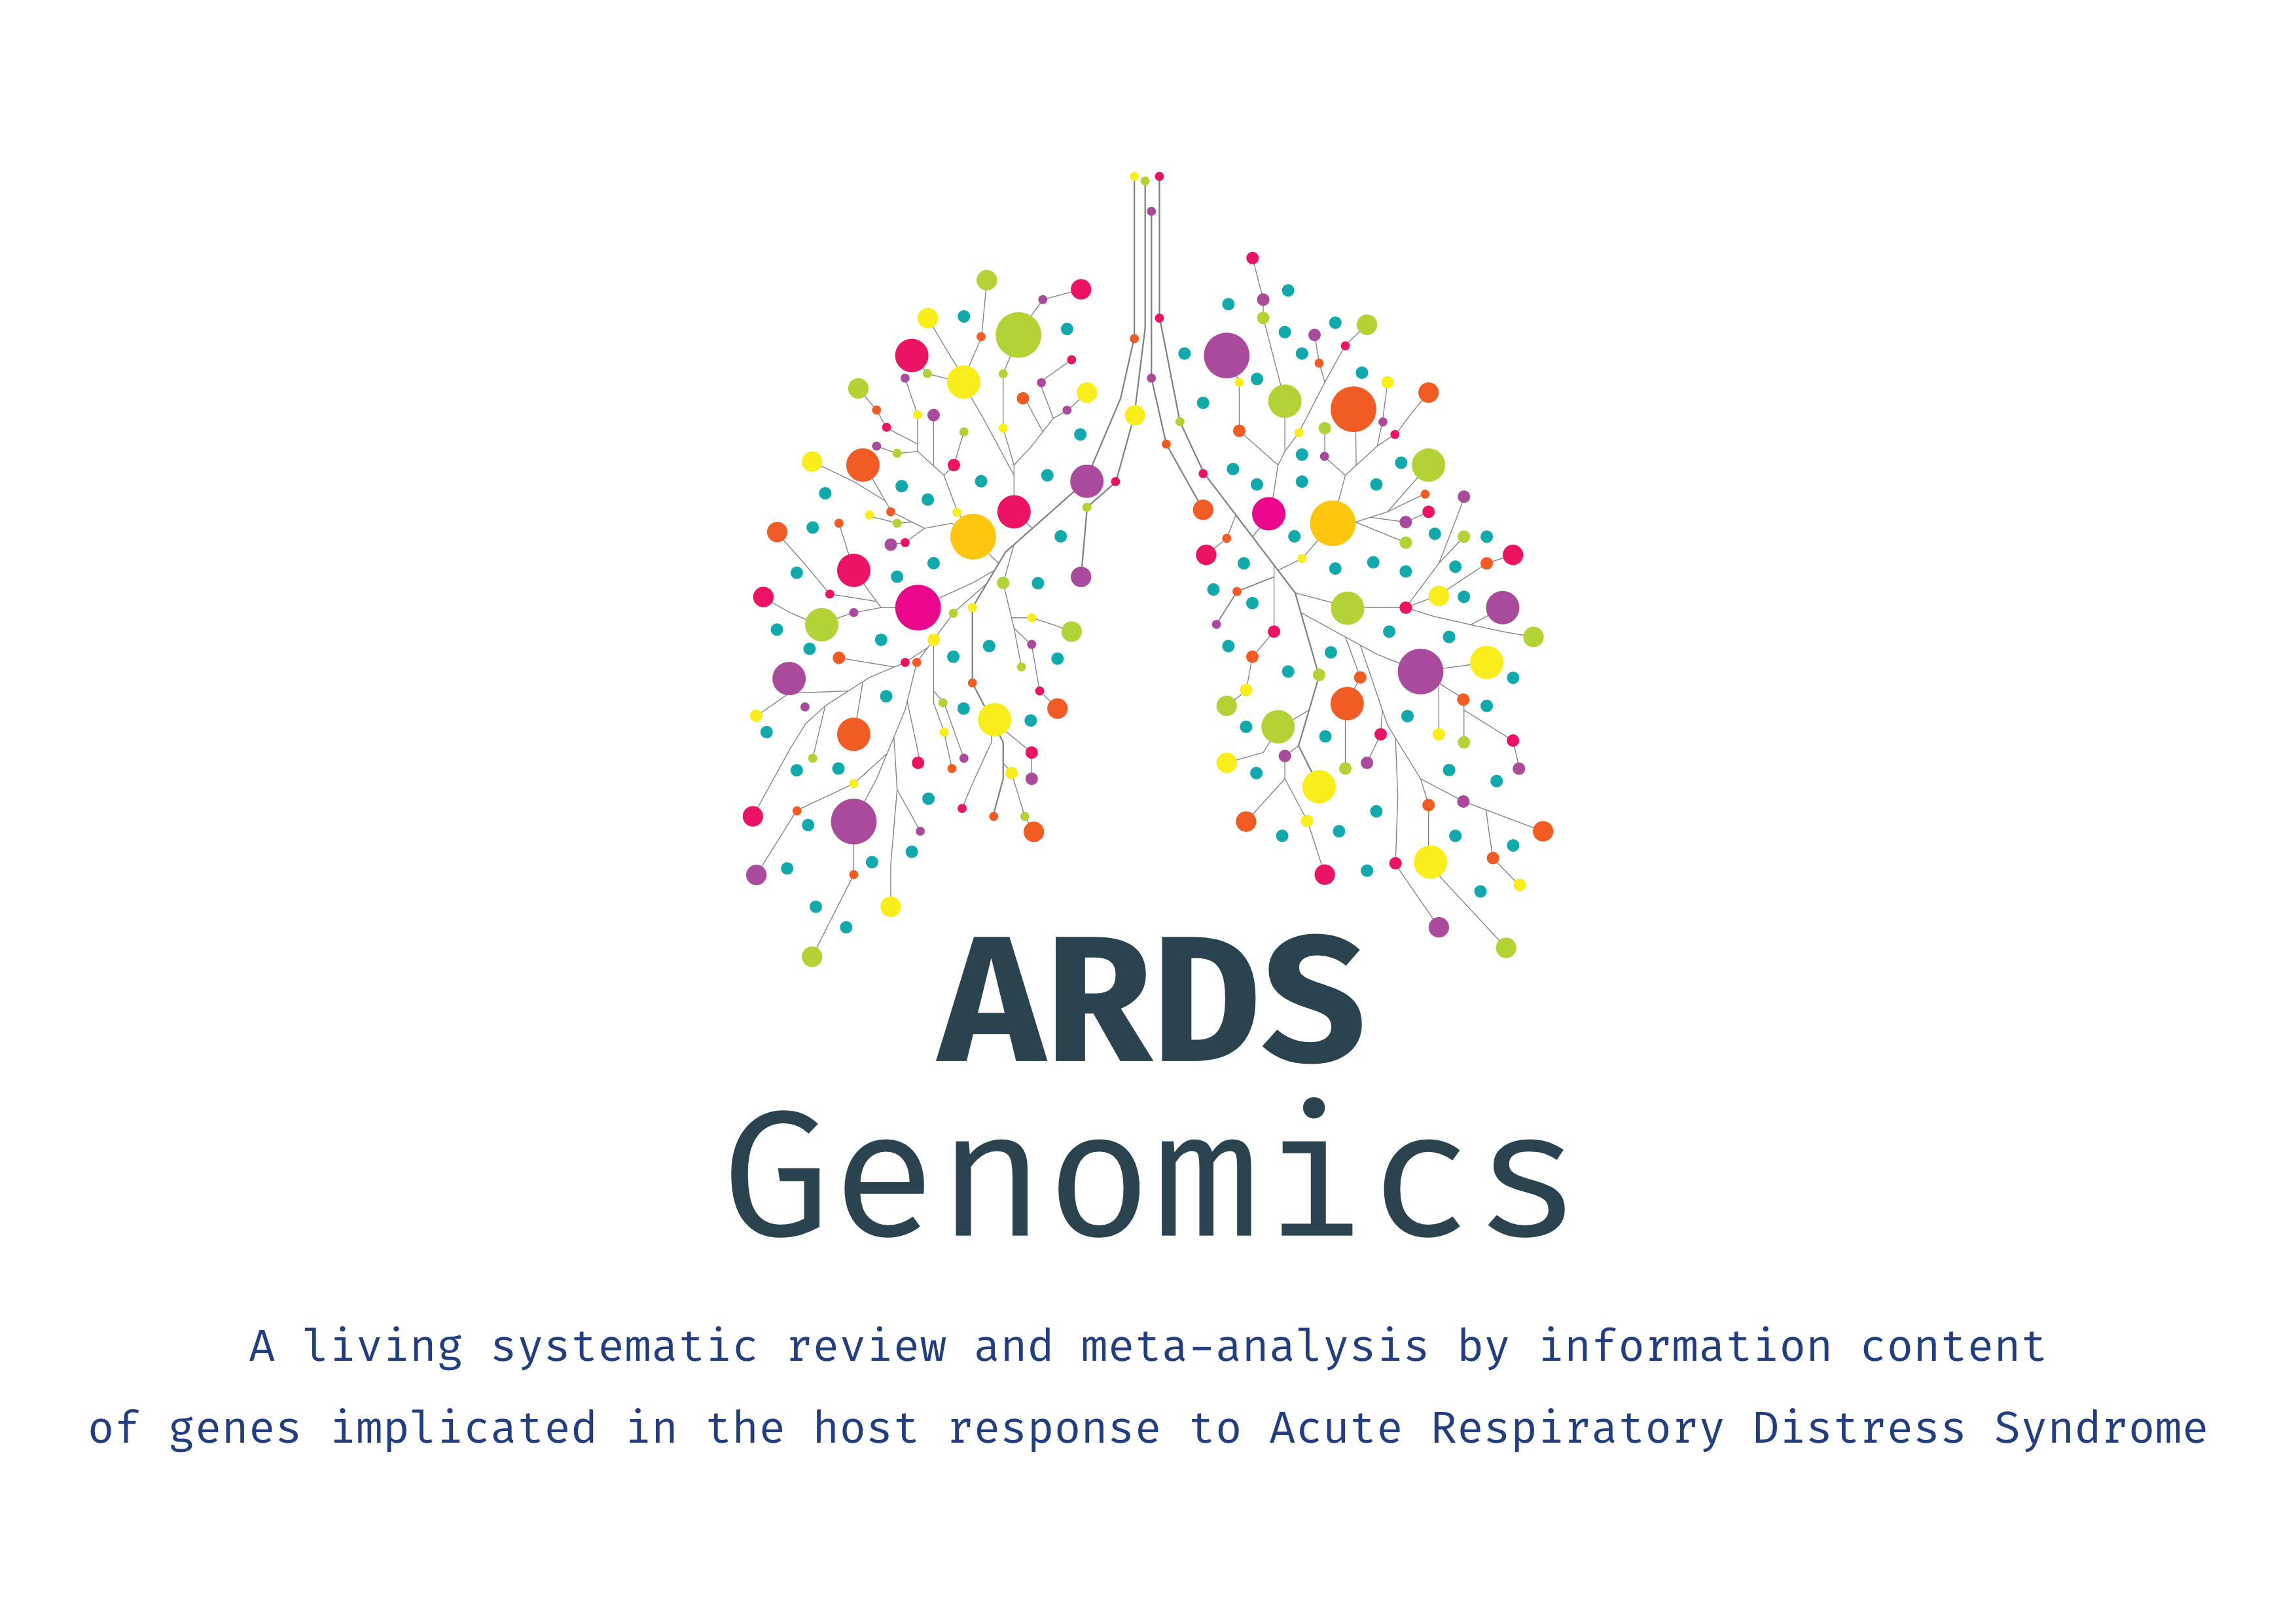 ARDS
Genomics
A living systematic review and meta-analysis by information content
of genes implicated in the host response to Acute Respiratory Distress Syndrome